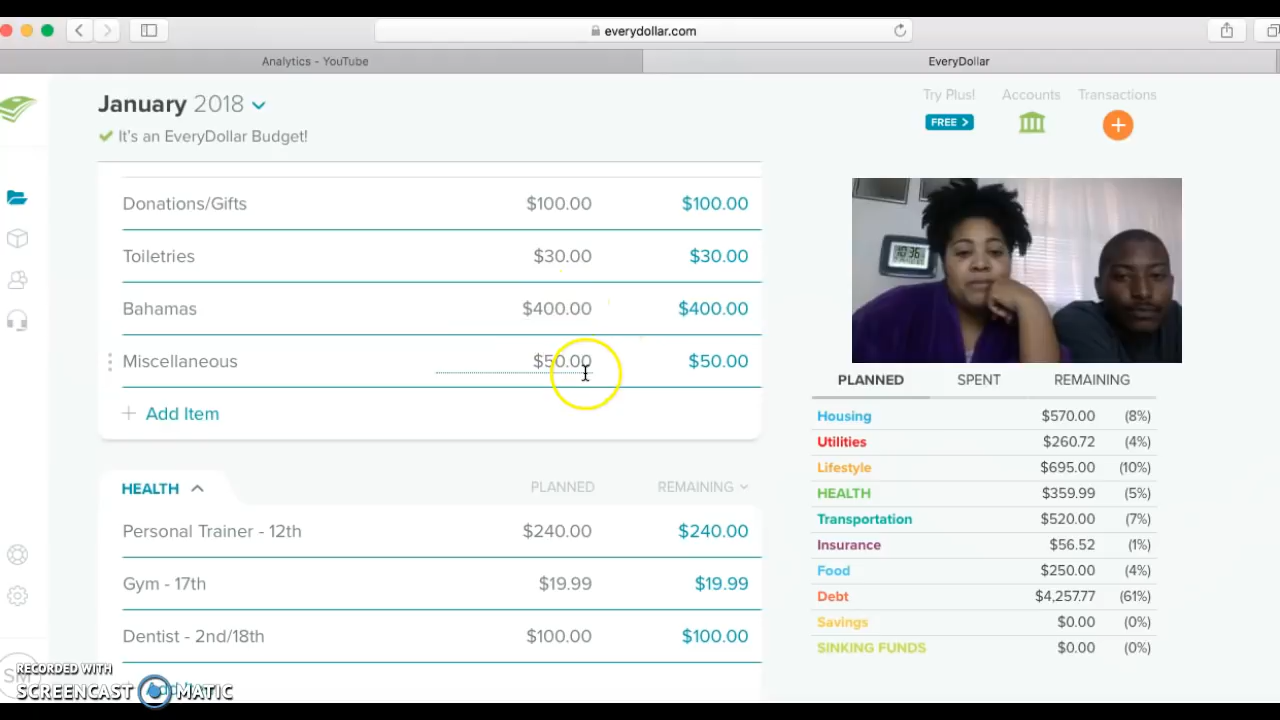 everydollar.com
Analytics - YouTube
EveryDollar
January 2018
It's an EveryDollar Budget!
Try Plus!
FREE >
Accounts
Transactions
Donations/Gifts $100.00 $100.00
Toiletries $30.00 $30.00
Bahamas $400.00 $400.00
Miscellaneous $50.00 $50.00
+ Add Item
HEALTH PLANNED REMAINING
Personal Trainer - 12th $240.00 $240.00
Gym - 17th $19.99 $19.99
Dentist - 2nd/18th $100.00 $100.00
10:36
PLANNED SPENT REMAINING
Housing $570.00 (8%)
Utilities $260.72 (4%)
Lifestyle $695.00 (10%)
HEALTH $359.99 (5%)
Transportation $520.00 (7%)
Insurance $56.52 (1%)
Food $250.00 (4%)
Debt $4,257.77 (61%)
Savings $0.00 (0%)
SINKING FUNDS $0.00 (0%)
RECORDED WITH
SCREENCAST MATIC